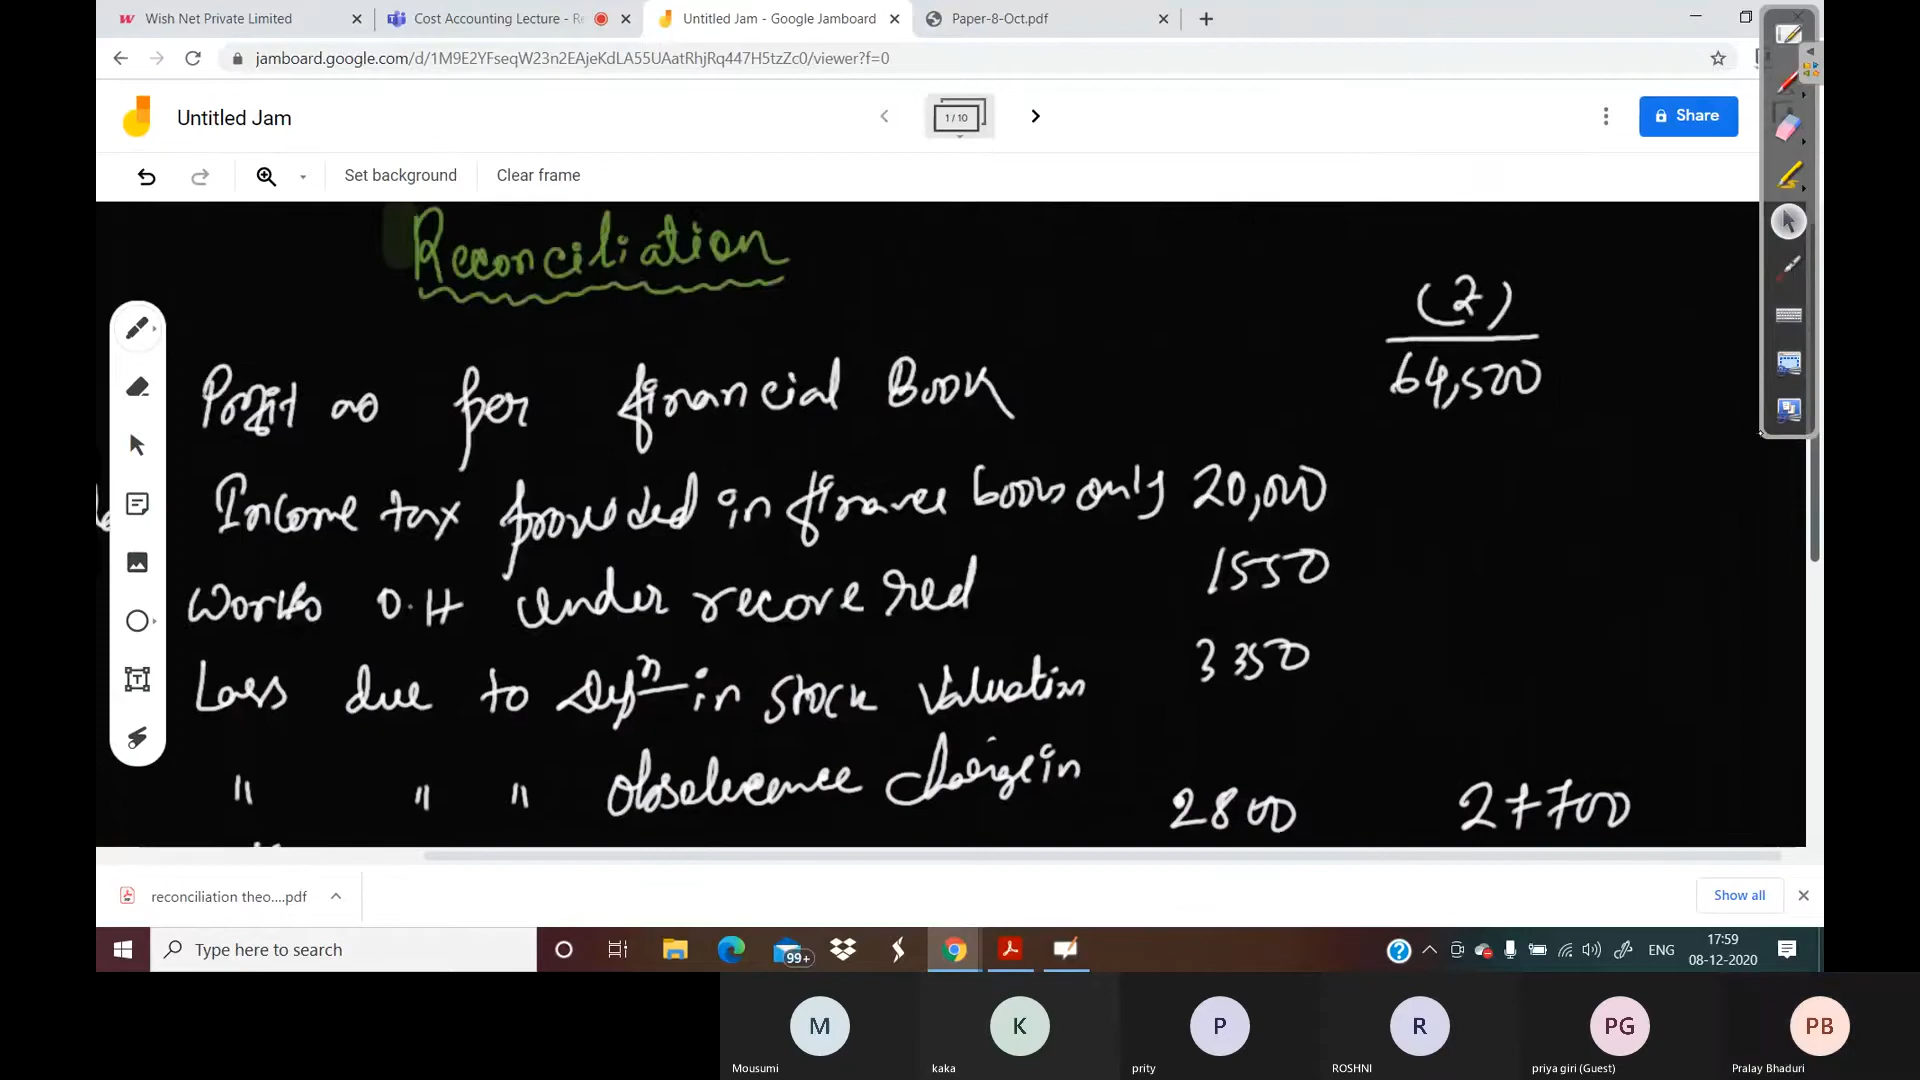 Wish Net Private Limited
Cost Accounting Lecture - Re
Untitled Jam - Google Jamboard
Paper-8-Oct.pdf
jamboard.google.com/d/1M9E2YFseqW23n2EAjeKdLA55UAatRhjRq447H5tzZc0/viewer?f=0
Untitled Jam
1 / 10
Share
Set background
Clear frame
Reconciliation
(2)
Profit as per financial Book 64,500
Income tax provided in finance books only 20,000
Works O.H under recovered 1550
Loss due to Depn in stock valuation 3350
" " " obsolescence charge in 2800 27700
reconciliation theo....pdf
Show all
Type here to search
99+
ENG
17:59
08-12-2020
M K P R PG PB
Mousumi kaka prity ROSHNI priya giri (Guest) Pralay Bhaduri